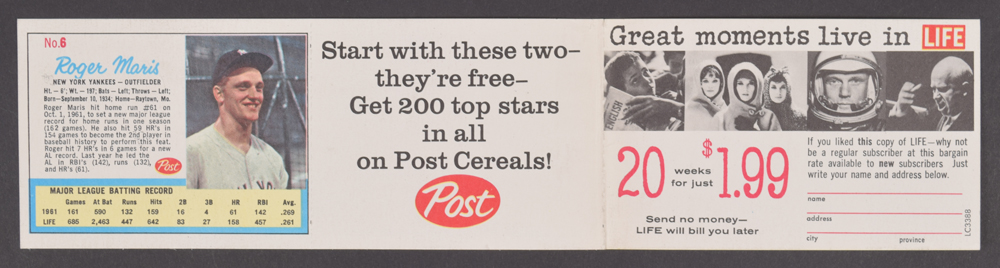 No.6
Roger Maris
NEW YORK YANKEES — OUTFIELDER
Ht. – 6'; Wt. – 197; Bats – Left; Throws – Left;
Born—September 10, 1934; Home—Raytown, Mo.
Roger Maris hit home run #61 on
Oct. 1, 1961, to set a new major league
record for home runs in one season
(162 games). He also hit 59 HR's in
154 games to become the 2nd player in
baseball history to perform this feat.
Roger hit 7 HR's in 6 games for a new
AL record. Last year he led the
AL in RBI's (142), runs (132),
and HR's (61).
Post
MAJOR LEAGUE BATTING RECORD
Games At Bat Runs Hits 2B 3B HR RBI Avg.
1961 161 590 132 159 16 4 61 142 .269
LIFE 685 2,463 447 642 83 27 158 457 .261
Start with these two–
they're free–
Get 200 top stars
in all
on Post Cereals!
Post
Great moments live in LIFE
20 weeks for just $1.99
Send no money—
LIFE will bill you later
If you liked this copy of LIFE—why not
be a regular subscriber at this bargain
rate available to new subscribers Just
write your name and address below.
name
address
city province
LC3388